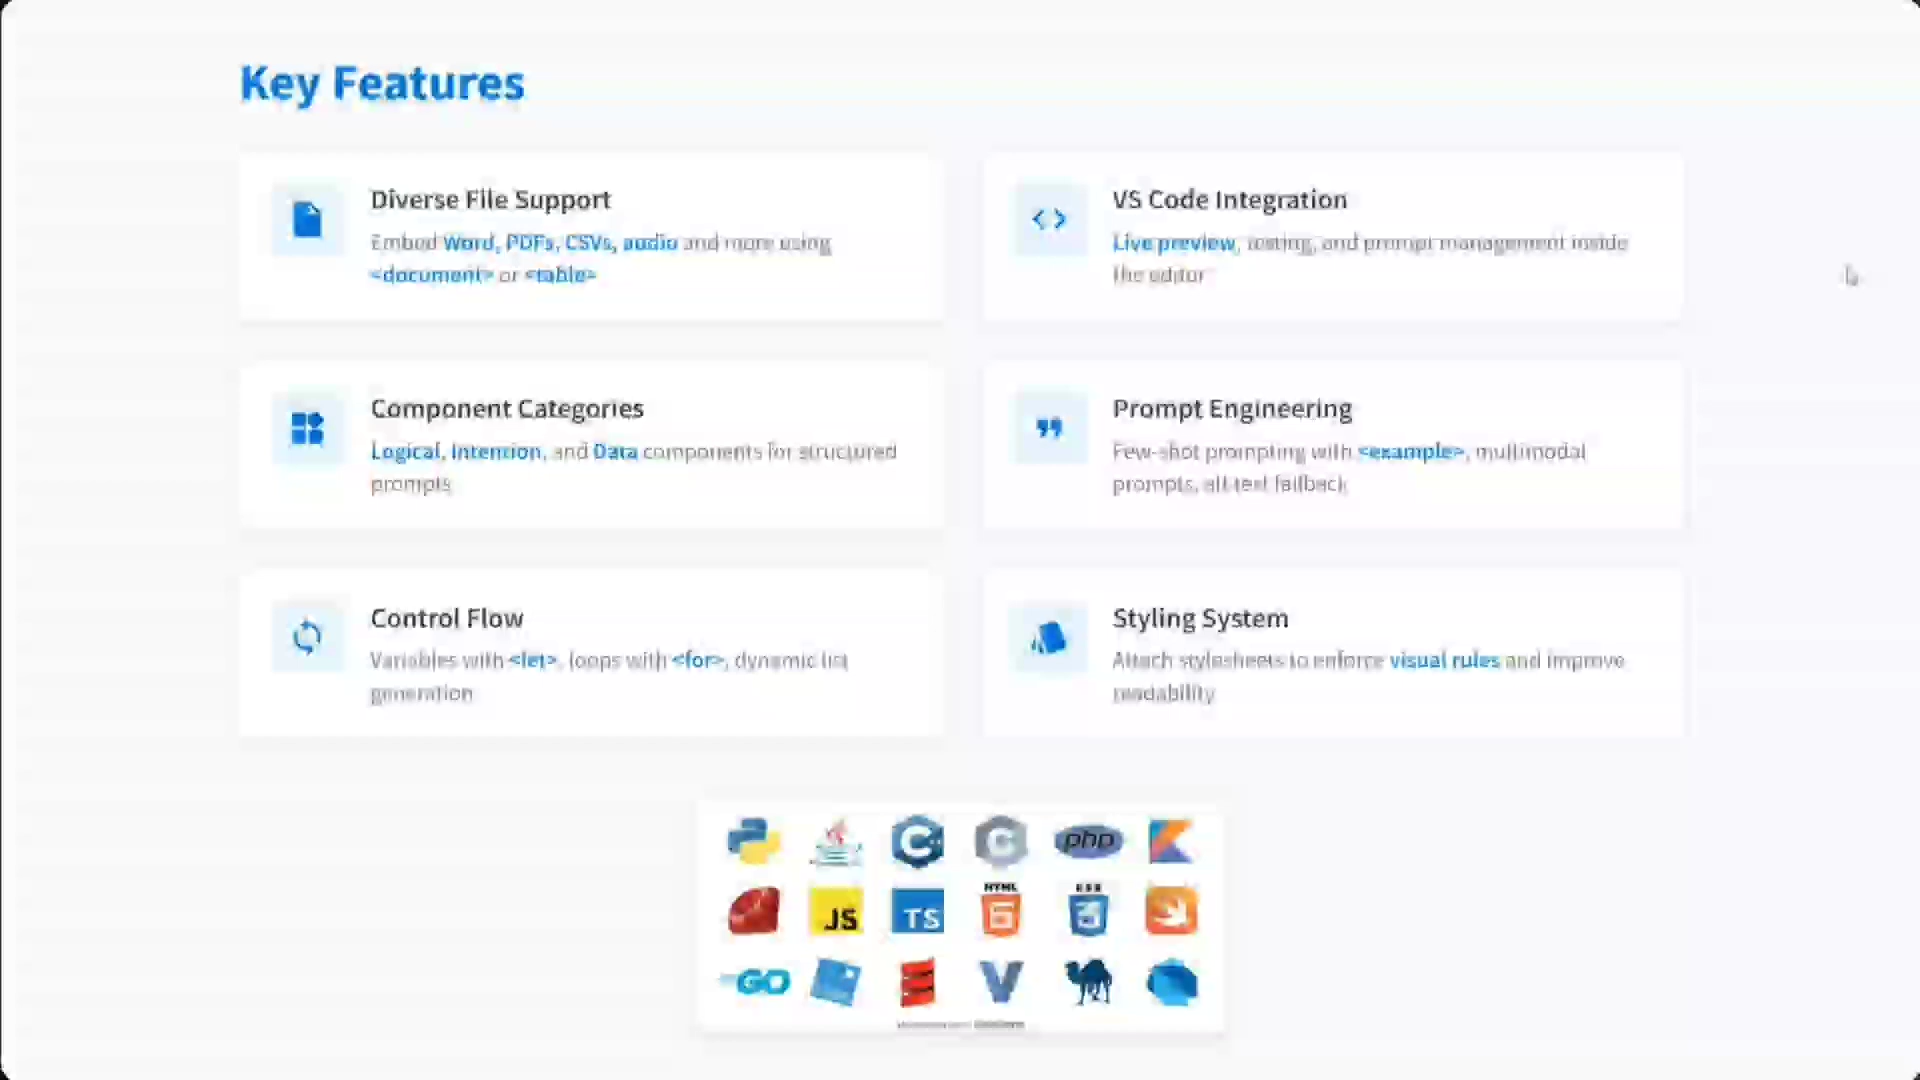 Key Features
Diverse File Support
Embed Word, PDFs, CSVs, audio and more using
<document> or <table>
VS Code Integration
Live preview, testing, and prompt management inside
the editor
Component Categories
Logical, Intention, and Data components for structured
prompts
Prompt Engineering
Few-shot prompting with <example>, multimodal
prompts, alt-text fallback
Control Flow
Variables with <let>, loops with <for>, dynamic list
generation
Styling System
Attach stylesheets to enforce visual rules and improve
readability
C C php
HTML
JS TS 5 3
GO V